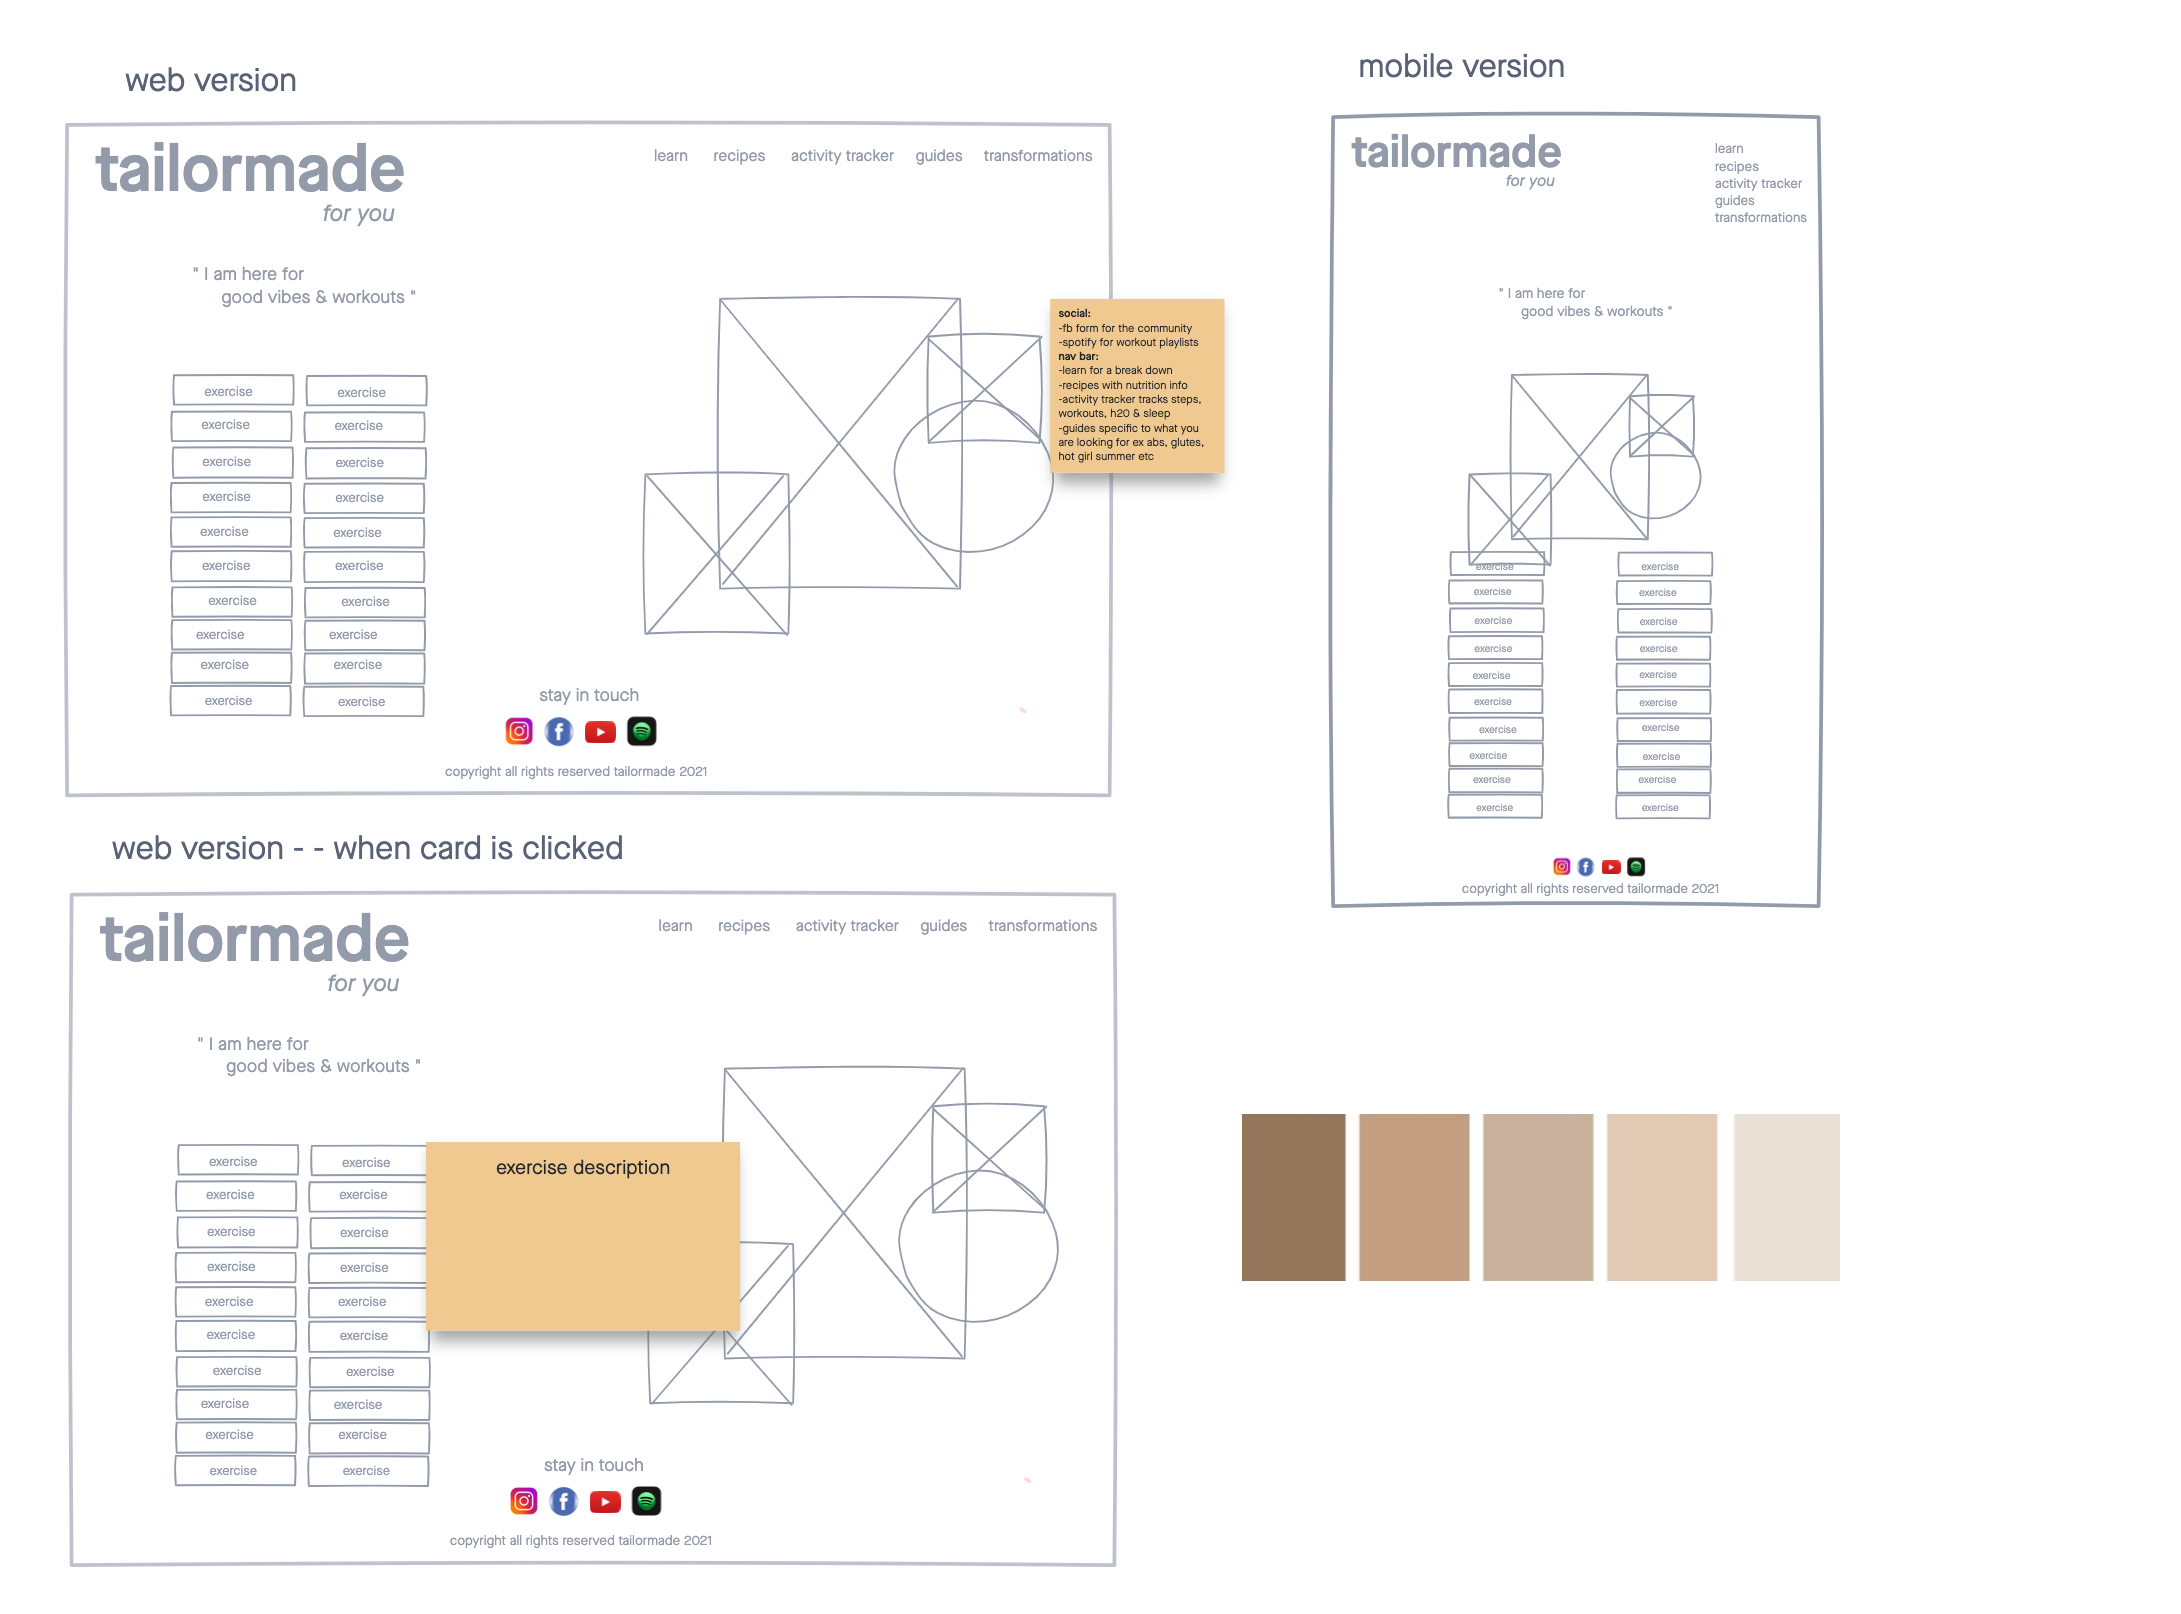 web version
tailormade
for you
learn recipes activity tracker guides transformations
" I am here for
good vibes & workouts "
exercise exercise
exercise exercise
exercise exercise
exercise exercise
exercise exercise
exercise exercise
exercise exercise
exercise exercise
exercise exercise
exercise exercise
social:
-fb form for the community
-spotify for workout playlists
nav bar:
-learn for a break down
-recipes with nutrition info
-activity tracker tracks steps,
workouts, h20 & sleep
-guides specific to what you
are looking for ex abs, glutes,
hot girl summer etc
stay in touch
copyright all rights reserved tailormade 2021
mobile version
tailormade
for you
learn
recipes
activity tracker
guides
transformations
" I am here for
good vibes & workouts "
exercise exercise
exercise exercise
exercise exercise
exercise exercise
exercise exercise
exercise exercise
exercise exercise
exercise exercise
exercise exercise
exercise exercise
copyright all rights reserved tailormade 2021
web version - - when card is clicked
tailormade
for you
learn recipes activity tracker guides transformations
" I am here for
good vibes & workouts "
exercise exercise
exercise exercise
exercise exercise
exercise exercise
exercise exercise
exercise exercise
exercise exercise
exercise exercise
exercise exercise
exercise exercise
exercise description
stay in touch
copyright all rights reserved tailormade 2021